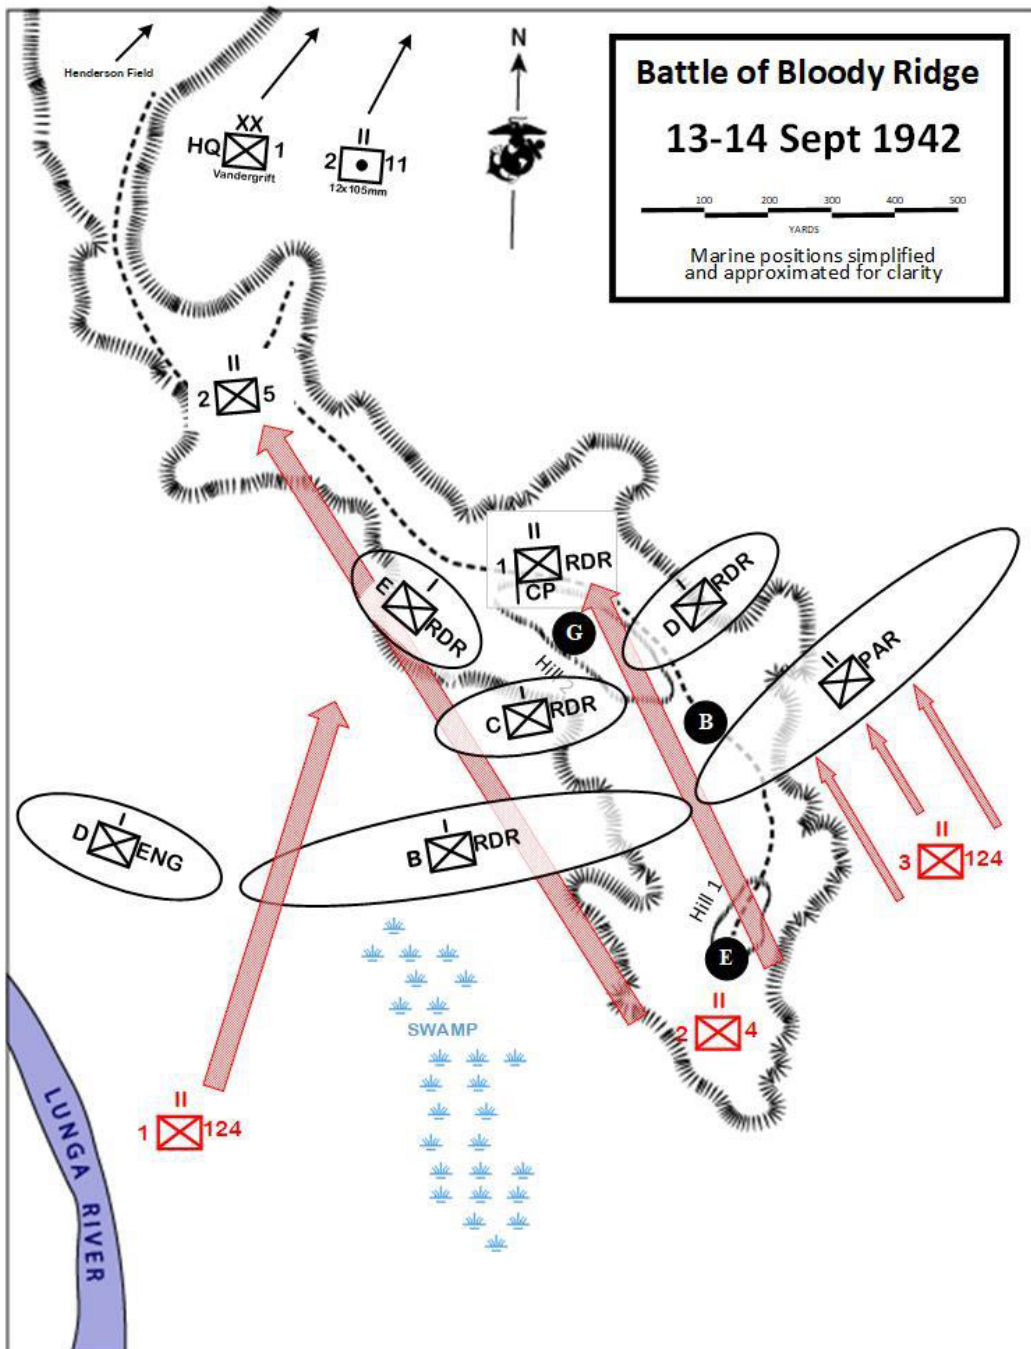 Henderson Field
XX
HQ 1
Vandergrift
II
2 11
12x105mm
N
Battle of Bloody Ridge
13-14 Sept 1942
100 200 300 400 500
YARDS
Marine positions simplified
and approximated for clarity
II
2 5
II
1 RDR
CP
I
E RDR
I
D RDR
G
Hill 2
II
PAR
I
C RDR
B
I
D ENG
I
B RDR
II
3 124
Hill 1
E
II
2 4
SWAMP
II
1 124
LUNGA RIVER